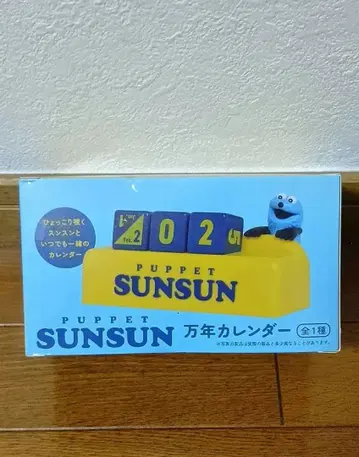 ひょっこり覗く
スンスンと
いつでも一緒の
カレンダー
2
0 2 5
PUPPET
SUNSUN
PUPPET
SUNSUN
万年カレンダー
全1種